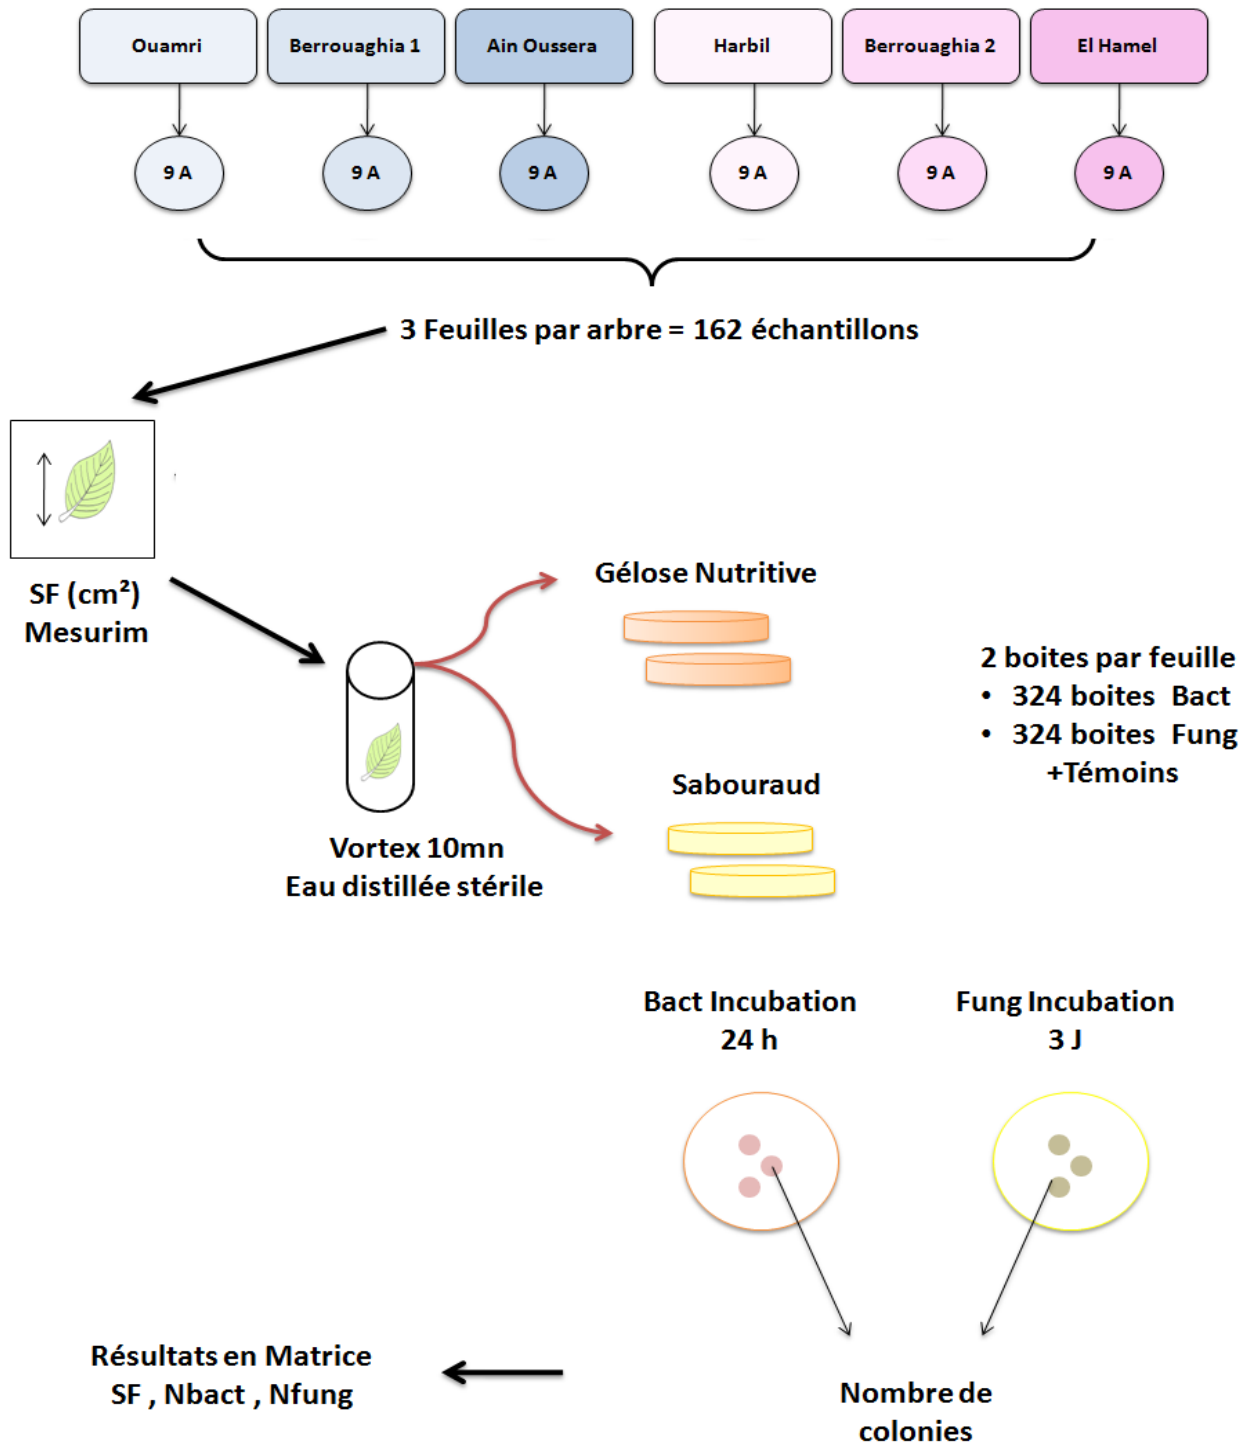 Ouamri
Berrouaghia 1
Ain Oussera
Harbil
Berrouaghia 2
El Hamel
9 A
9 A
9 A
9 A
9 A
9 A
3 Feuilles par arbre = 162 échantillons
SF (cm²)
Mesurim
Gélose Nutritive
2 boites par feuille
• 324 boites Bact
• 324 boites Fung
+Témoins
Sabouraud
Vortex 10mn
Eau distillée stérile
Bact Incubation
24 h
Fung Incubation
3 J
Résultats en Matrice
SF , Nbact , Nfung
Nombre de
colonies